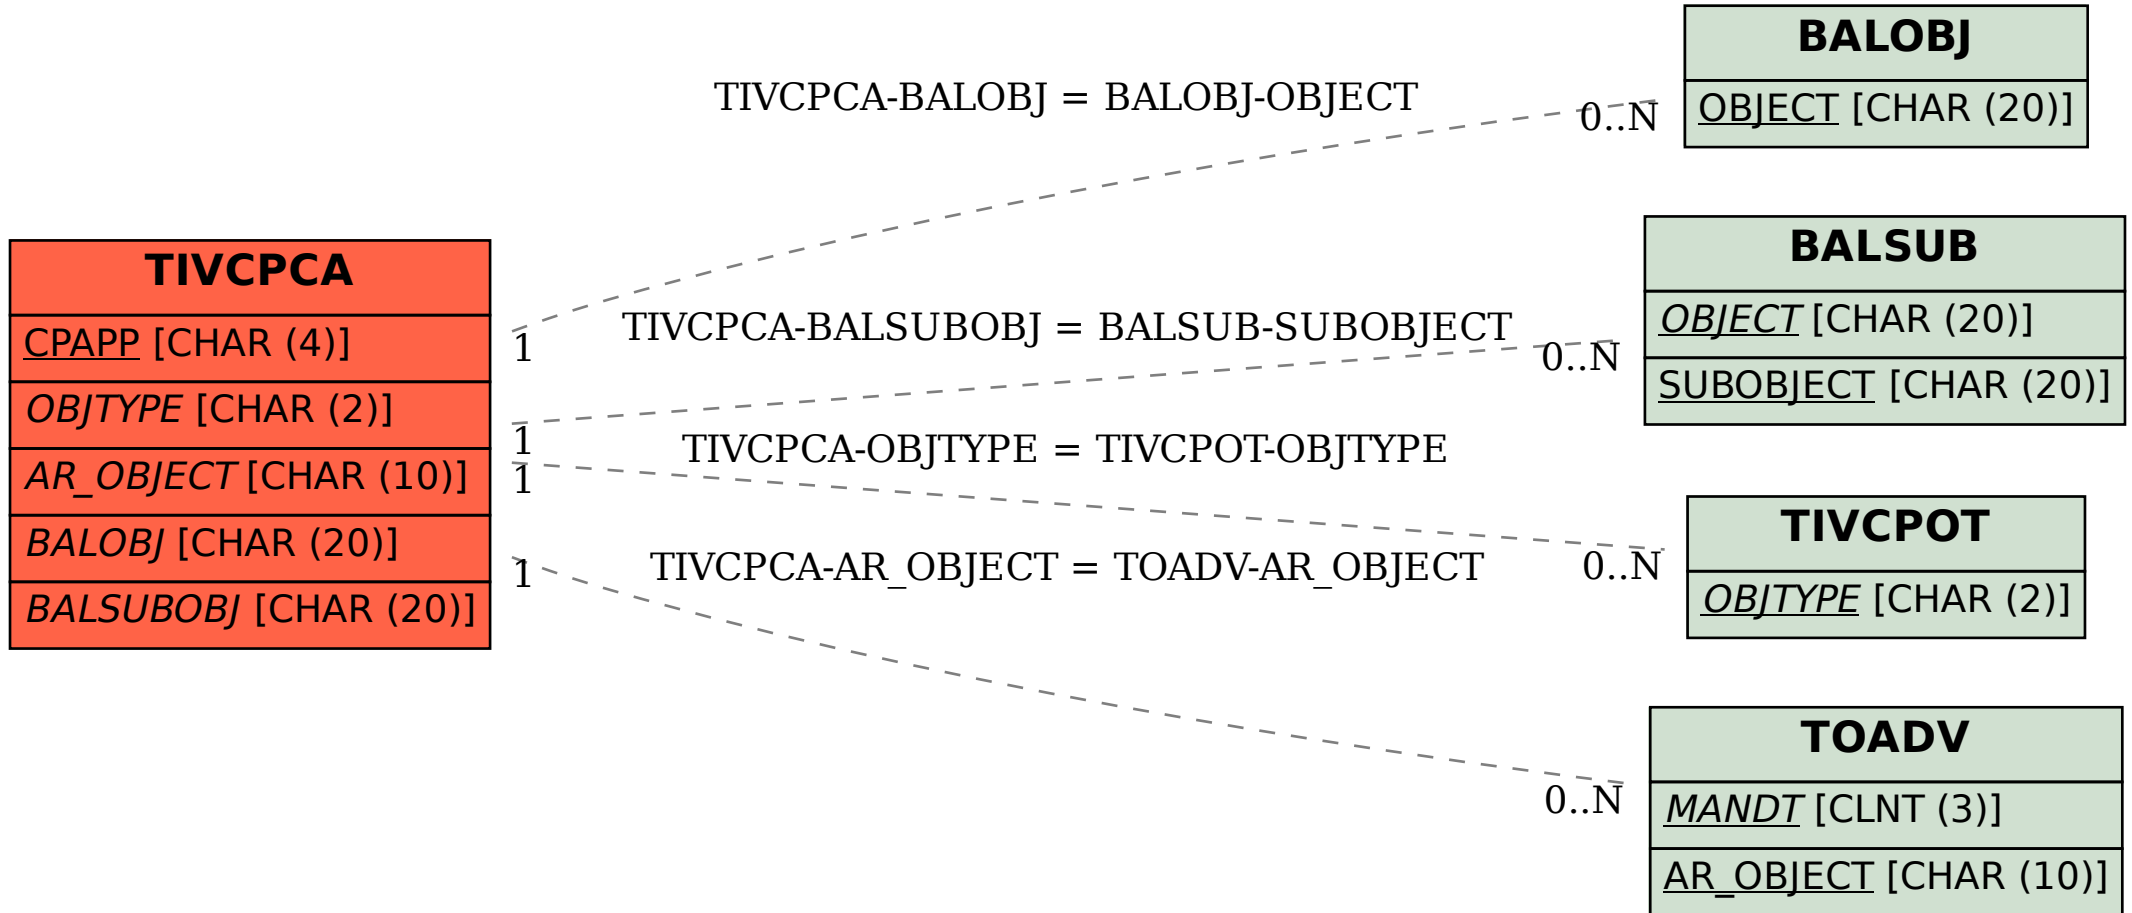 BALOBJ
OBJECT [CHAR (20)]
TIVCPCA-BALOBJ = BALOBJ-OBJECT
0..N
BALSUB
OBJECT [CHAR (20)]
SUBOBJECT [CHAR (20)]
TIVCPCA
CPAPP [CHAR (4)]
OBJTYPE [CHAR (2)]
AR_OBJECT [CHAR (10)]
BALOBJ [CHAR (20)]
BALSUBOBJ [CHAR (20)]
1
TIVCPCA-BALSUBOBJ = BALSUB-SUBOBJECT
0..N
1
TIVCPCA-OBJTYPE = TIVCPOT-OBJTYPE
1
0..N
TIVCPOT
OBJTYPE [CHAR (2)]
1
TIVCPCA-AR_OBJECT = TOADV-AR_OBJECT
0..N
TOADV
MANDT [CLNT (3)]
AR_OBJECT [CHAR (10)]